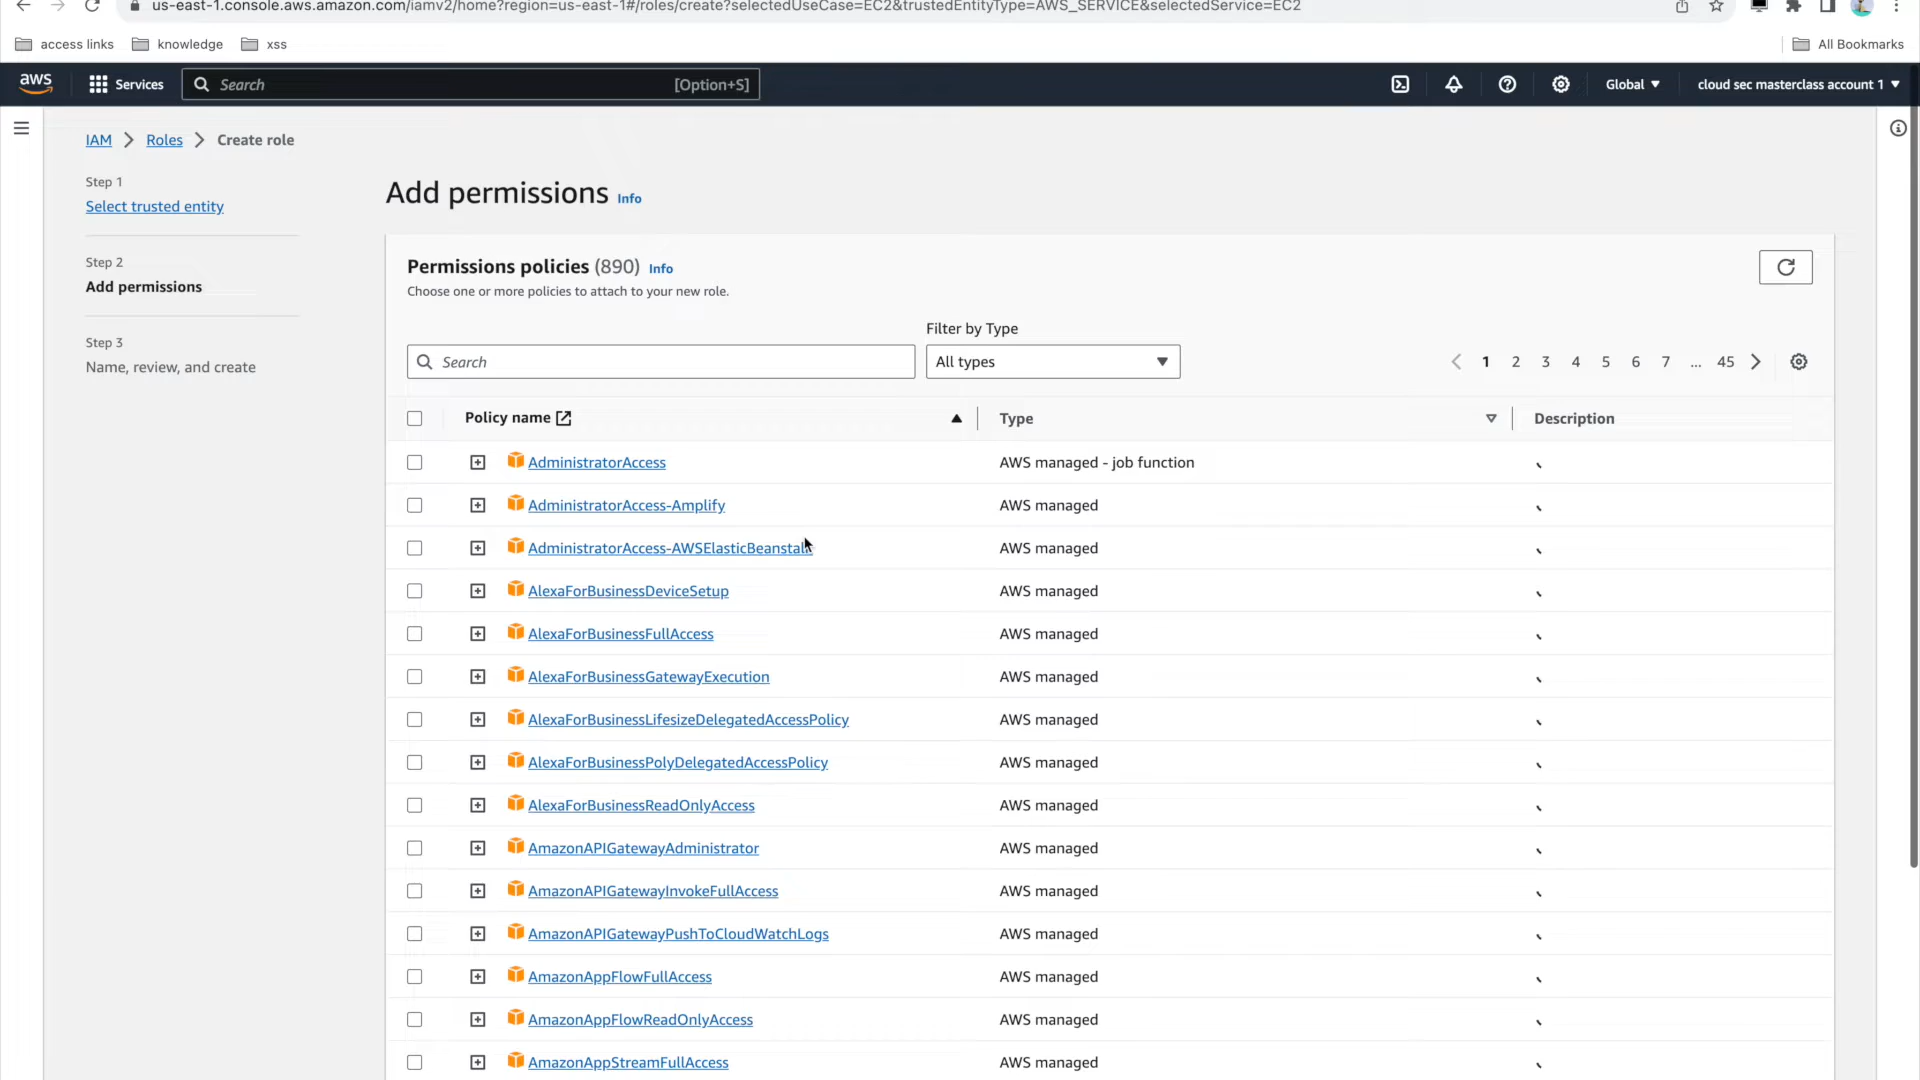 us-east-1.console.aws.amazon.com/iamv2/home?region=us-east-1#/roles/create?selectedUseCase=EC2&trustedEntityType=AWS_SERVICE&selectedService=EC2
access links knowledge xss All Bookmarks
aws Services Search [Option+S] Global cloud sec masterclass account 1
IAM Roles Create role
Step 1
Select trusted entity
Step 2
Add permissions
Step 3
Name, review, and create
Add permissions Info
Permissions policies (890) Info
Choose one or more policies to attach to your new role.
Filter by Type
Search All types 1 2 3 4 5 6 7 ... 45
Policy name Type Description
AdministratorAccess AWS managed - job function
AdministratorAccess-Amplify AWS managed
AdministratorAccess-AWSElasticBeanstalk AWS managed
AlexaForBusinessDeviceSetup AWS managed
AlexaForBusinessFullAccess AWS managed
AlexaForBusinessGatewayExecution AWS managed
AlexaForBusinessLifesizeDelegatedAccessPolicy AWS managed
AlexaForBusinessPolyDelegatedAccessPolicy AWS managed
AlexaForBusinessReadOnlyAccess AWS managed
AmazonAPIGatewayAdministrator AWS managed
AmazonAPIGatewayInvokeFullAccess AWS managed
AmazonAPIGatewayPushToCloudWatchLogs AWS managed
AmazonAppFlowFullAccess AWS managed
AmazonAppFlowReadOnlyAccess AWS managed
AmazonAppStreamFullAccess AWS managed